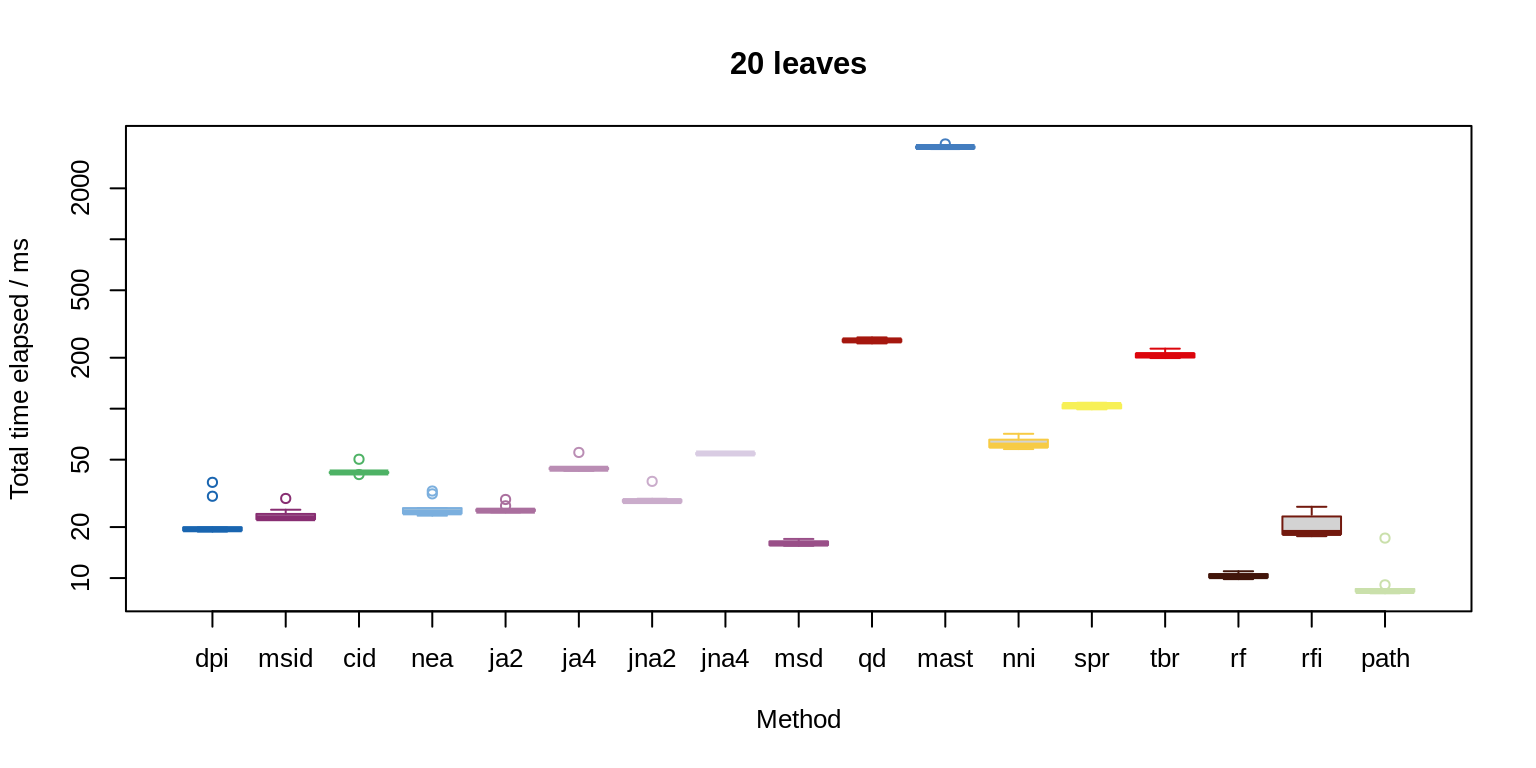 20 leaves
Total time elapsed / ms
2000
500
200
50
20
10
dpi msid cid nea ja2 ja4 jna2 jna4 msd qd mast nni spr tbr rf rfi path
Method